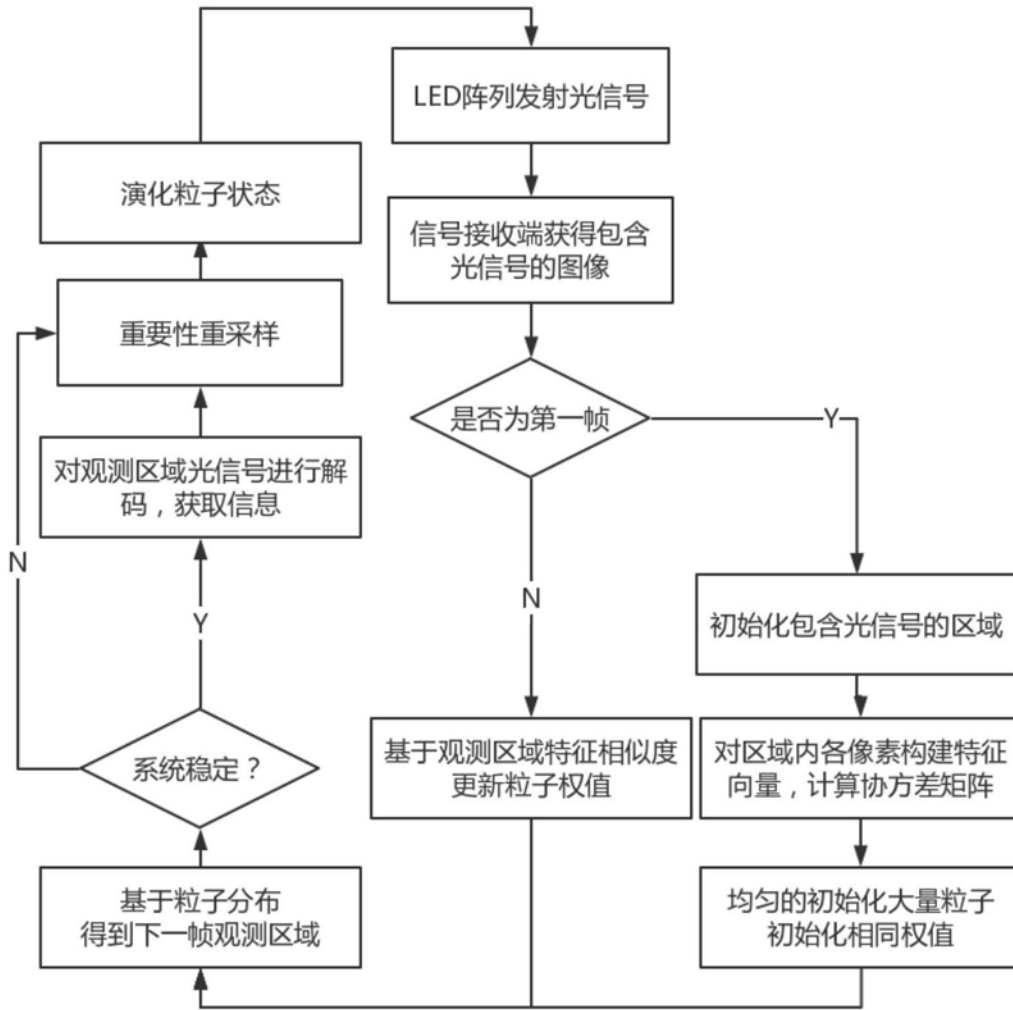 LED阵列发射光信号
演化粒子状态
信号接收端获得包含
光信号的图像
重要性重采样
是否为第一帧
Y
对观测区域光信号进行解
码，获取信息
N
N
Y
初始化包含光信号的区域
系统稳定？
基于观测区域特征相似度
更新粒子权值
对区域内各像素构建特征
向量，计算协方差矩阵
基于粒子分布
得到下一帧观测区域
均匀的初始化大量粒子
初始化相同权值